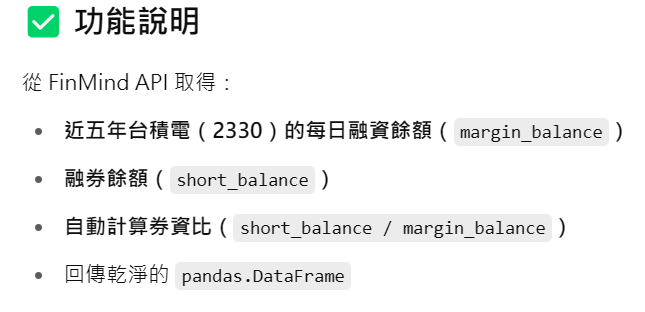 ✅ 功能說明
從 FinMind API 取得：
• 近五年台積電（2330）的每日融資餘額（margin_balance）
• 融券餘額（short_balance）
• 自動計算券資比（short_balance / margin_balance）
• 回傳乾淨的 pandas.DataFrame